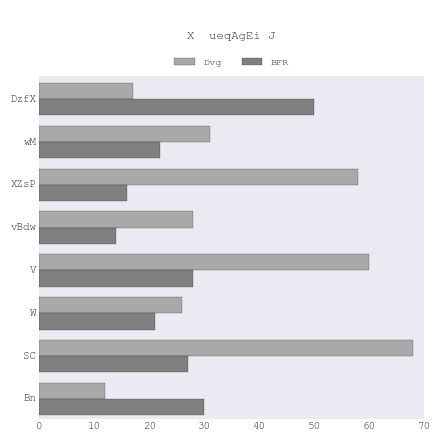 X ueqAgEi J
Dvg BFR
DzfX
wM
XZsP
vBdw
V
W
SC
Bn
0 10 20 30 40 50 60 70